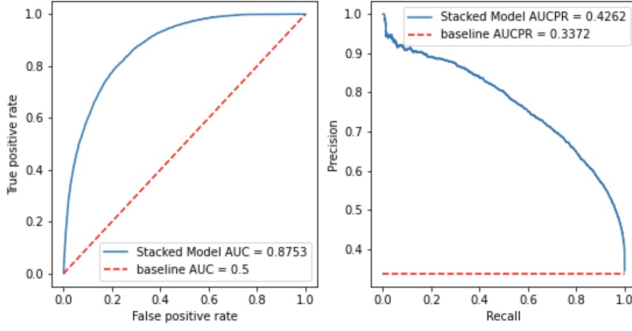 1.0
0.8
0.6
0.4
0.2
0.0
True positive rate
Stacked Model AUC = 0.8753
baseline AUC = 0.5
0.0 0.2 0.4 0.6 0.8 1.0
False positive rate
Stacked Model AUCPR = 0.4262
baseline AUCPR = 0.3372
1.0
0.9
0.8
0.7
0.6
0.5
0.4
Precision
0.0 0.2 0.4 0.6 0.8 1.0
Recall